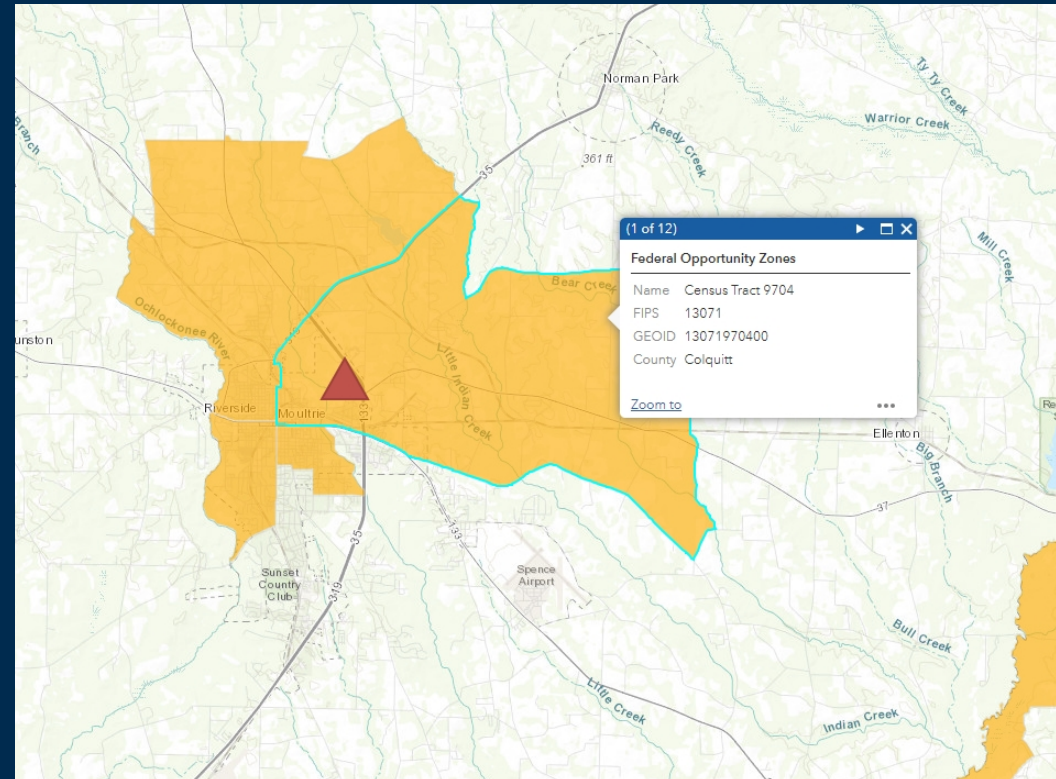 Norman Park
Ty Ty Creek
Warrior Creek
Branch
Reedy Creek
361 ft
35
(1 of 12)
Federal Opportunity Zones
Name Census Tract 9704
FIPS 13071
GEOID 13071970400
County Colquitt
Zoom to
Mill Creek
Bear Creek
Ochlockonee River
319
unston
Little Indian Creek
Riverside
Moultrie
133
Ellenton
Re
Big Branch
37
35
133
Sunset
Country
Club
Spence
Airport
319
Bull Creek
Little Creek
Indian Creek